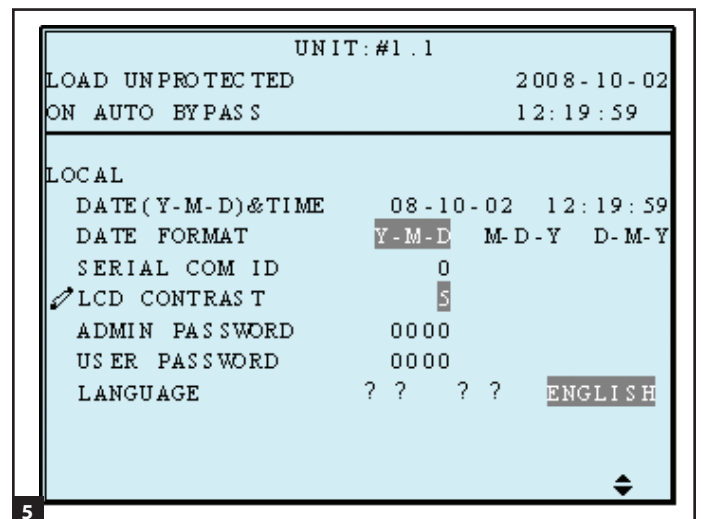 UNIT:#1.1
LOAD UNPROTECTED 2008-10-02
ON AUTO BYPASS 12:19:59
LOCAL
DATE(Y-M-D)&TIME 08-10-02 12:19:59
DATE FORMAT Y-M-D M-D-Y D-M-Y
SERIAL COM ID 0
LCD CONTRAST 5
ADMIN PASSWORD 0000
USER PASSWORD 0000
LANGUAGE ? ? ? ? ENGLISH
5